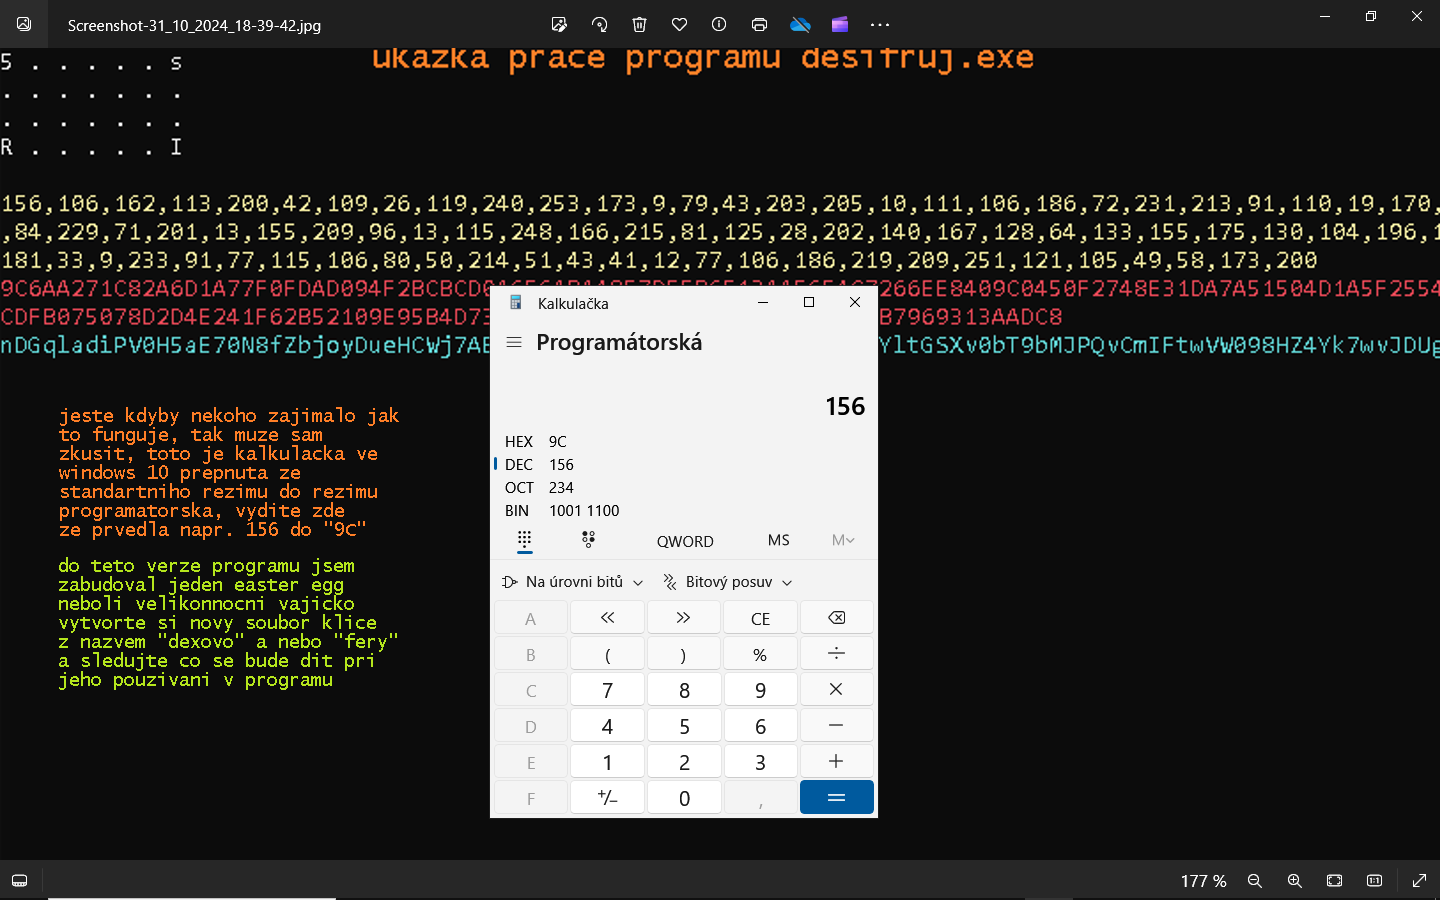 Screenshot-31_10_2024_18-39-42.jpg
5 . . . . . s
ukazka prace programu desifruj.exe
. . . . . . .
. . . . . . .
R . . . . . I
156,106,162,113,200,42,109,26,119,240,253,173,9,79,43,203,205,10,111,106,186,72,231,213,91,110,19,170,
,84,229,71,201,13,155,209,96,13,115,248,166,215,81,125,28,202,140,167,128,64,133,155,175,130,104,196,1
181,33,9,233,91,77,115,106,80,50,214,51,43,41,12,77,106,186,219,209,251,121,105,49,58,173,200
9C6AA271C82A6D1A77F0FDAD094F2BCBCD 266EE8409C0450F2748E31DA7A51504D1A5F2554
CDFB075078D2D4E241F62B52109E95B4D73 B7969313AADC8
nDGqladiPV0H5aE70N8fZbjoyDueHCWj7AE YltGSXv0bT9bMJPQvCmIFtwVW098HZ4Yk7wvJDUg
jeste kdyby nekoho zajimalo jak
to funguje, tak muze sam
zkusit, toto je kalkulacka ve
windows 10 prepnuta ze
standartniho rezimu do rezimu
programatorska, vydite zde
ze prvedla napr. 156 do "9C"
do teto verze programu jsem
zabudoval jeden easter egg
neboli velikonnocni vajicko
vytvorte si novy soubor klice
z nazvem "dexovo" a nebo "fery"
a sledujte co se bude dit pri
jeho pouzivani v programu
Kalkulačka
Programátorská
156
HEX 9C
DEC 156
OCT 234
BIN 1001 1100
QWORD MS M
Na úrovni bitů Bitový posuv
A << >> CE
B ( ) % ÷
C 7 8 9 ×
D 4 5 6 −
E 1 2 3 +
F +/− 0 , =
177 %